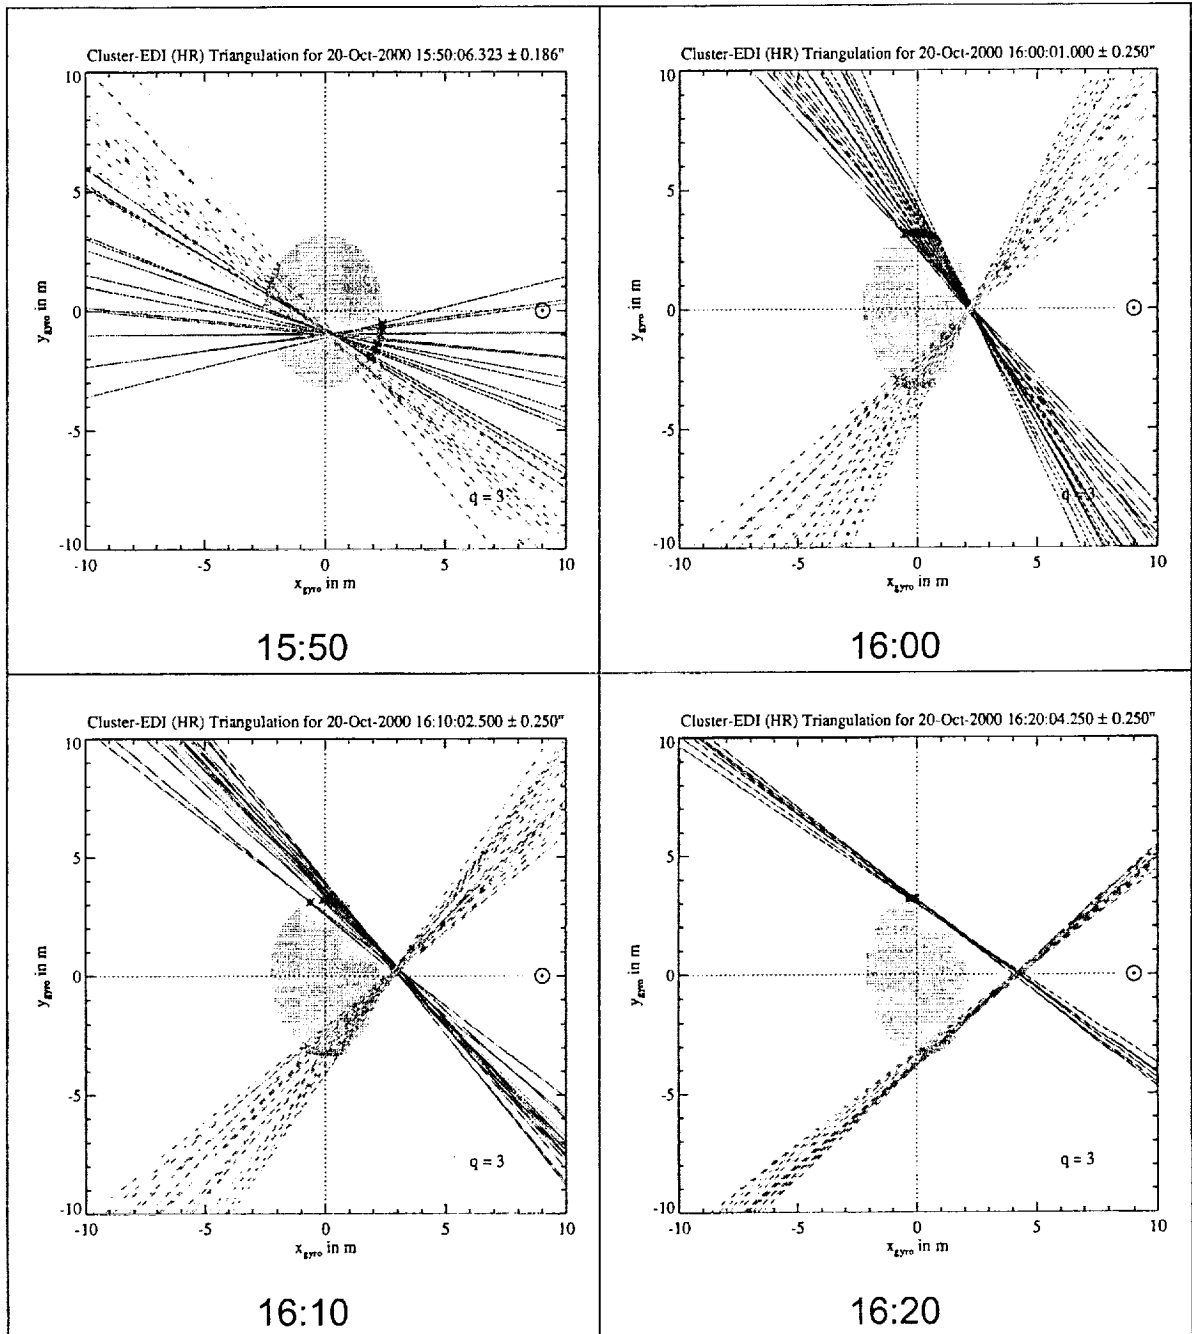 Cluster-EDI (HR) Triangulation for 20-Oct-2000 15:50:06.323 ± 0.186"
10
5
0
-5
-10
y_gyro in m
q = 3
-10 -5 0 5 10
x_gyro in m
15:50
Cluster-EDI (HR) Triangulation for 20-Oct-2000 16:00:01.000 ± 0.250"
10
5
0
-5
-10
y_gyro in m
q = 3
-10 -5 0 5 10
x_gyro in m
16:00
Cluster-EDI (HR) Triangulation for 20-Oct-2000 16:10:02.500 ± 0.250"
10
5
0
-5
-10
y_gyro in m
q = 3
-10 -5 0 5 10
x_gyro in m
16:10
Cluster-EDI (HR) Triangulation for 20-Oct-2000 16:20:04.250 ± 0.250"
10
5
0
-5
-10
y_gyro in m
q = 3
-10 -5 0 5 10
x_gyro in m
16:20